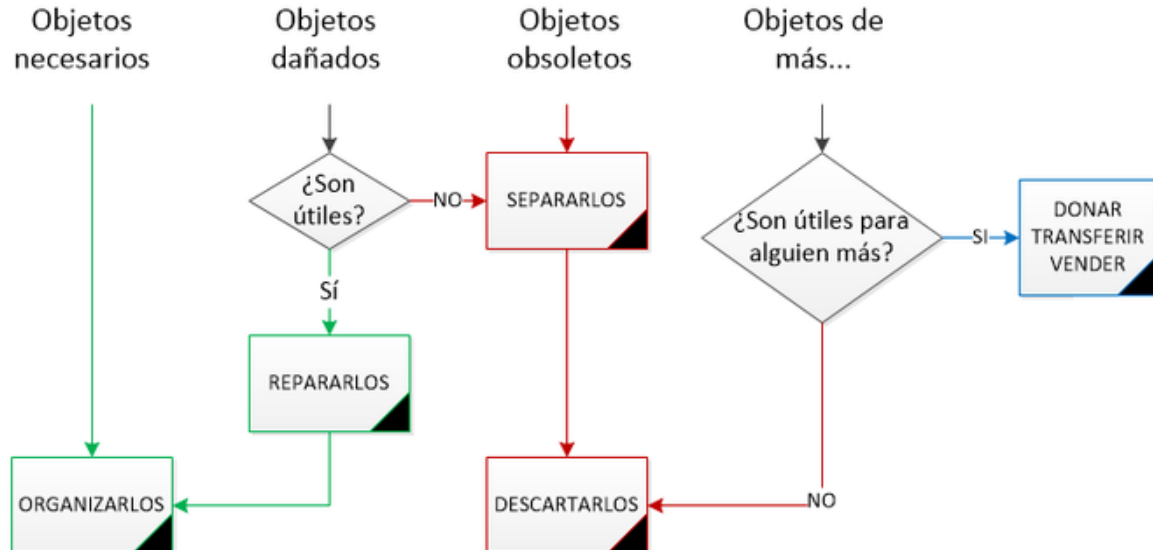 Objetos
necesarios
Objetos
dañados
Objetos
obsoletos
Objetos de
más...
¿Son
útiles?
NO
SEPARARLOS
¿Son útiles para
alguien más?
SI
DONAR
TRANSFERIR
VENDER
Sí
REPARARLOS
ORGANIZARLOS
DESCARTARLOS
NO